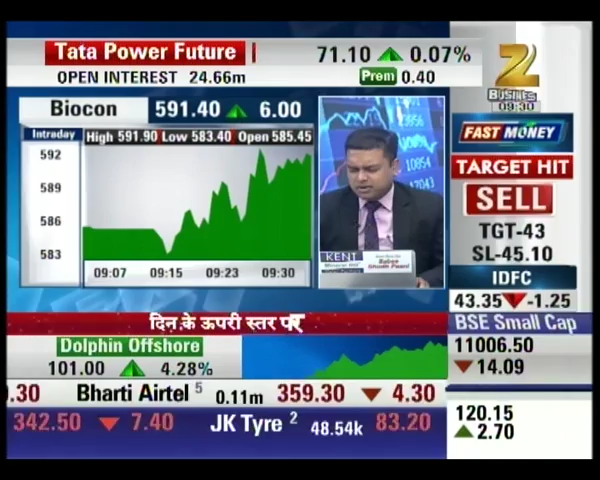 Tata Power Future
71.10 0.07%
OPEN INTEREST 24.66m
Prem 0.40
Z
BUSINESS
09:30
Biocon 591.40 6.00
Intraday High 591.90 Low 583.40 Open 585.45
592
589
586
583
09:07 09:15 09:23 09:30
KENT
FAST MONEY
TARGET HIT
SELL
TGT-43
SL-45.10
IDFC
43.35 -1.25
दिन के ऊपरी स्तर पर
Dolphin Offshore
101.00 4.28%
BSE Small Cap
11006.50
14.09
0.30 Bharti Airtel 5 0.11m 359.30 4.30
342.50 7.40 JK Tyre 2 48.54k 83.20
120.15
2.70